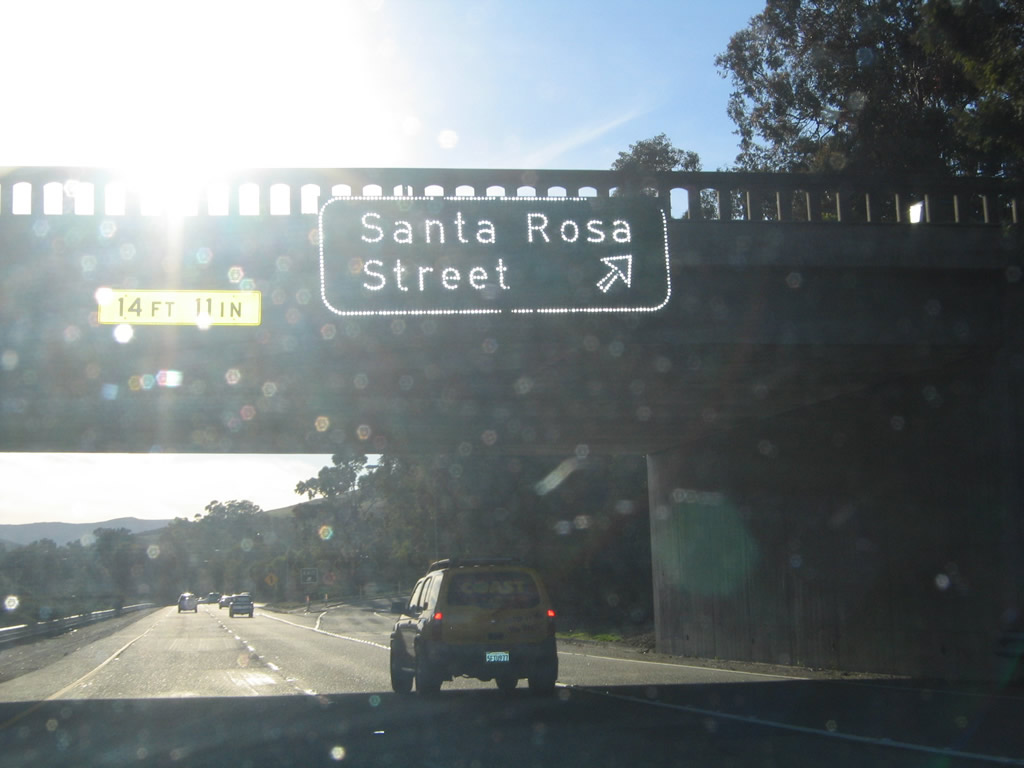 Santa Rosa
Street
14 FT 11 IN